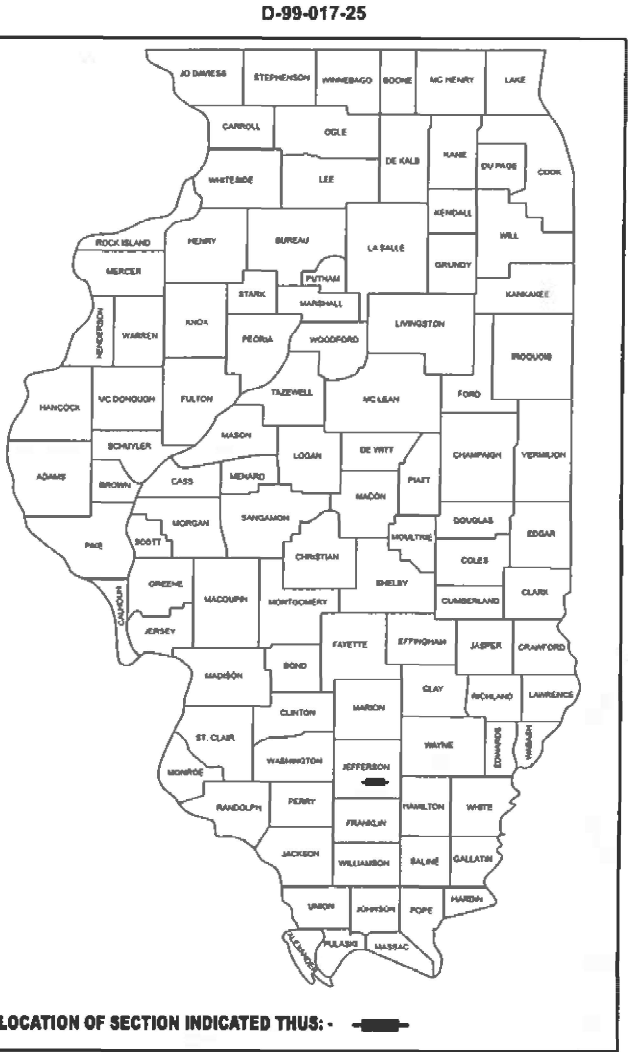 D-99-017-25
JO DAVIESS STEPHENSON WINNEBAGO BOONE MC HENRY LAKE
CARROLL OGLE
DE KALB KANE DU PAGE COOK
WHITESIDE LEE
KENDALL
WILL
ROCK ISLAND HENRY BUREAU LA SALLE
MERCER GRUNDY
PUTNAM
STARK MARSHALL KANKAKEE
HENDERSON WARREN KNOX PEORIA WOODFORD LIVINGSTON
IROQUOIS
HANCOCK MC DONOUGH FULTON TAZEWELL MC LEAN FORD
MASON
SCHUYLER LOGAN DE WITT CHAMPAIGN VERMILION
ADAMS BROWN CASS MENARD PIATT
MACON
PIKE SCOTT MORGAN SANGAMON DOUGLAS EDGAR
MOULTRIE
CHRISTIAN COLES
CALHOUN GREENE MACOUPIN SHELBY CLARK
MONTGOMERY CUMBERLAND
JERSEY
FAYETTE EFFINGHAM JASPER CRAWFORD
MADISON BOND
CLAY RICHLAND LAWRENCE
CLINTON MARION
ST. CLAIR WAYNE EDWARDS WABASH
MONROE WASHINGTON JEFFERSON
RANDOLPH PERRY HAMILTON WHITE
FRANKLIN
JACKSON WILLIAMSON SALINE GALLATIN
UNION JOHNSON POPE HARDIN
ALEXANDER PULASKI MASSAC
LOCATION OF SECTION INDICATED THUS: -